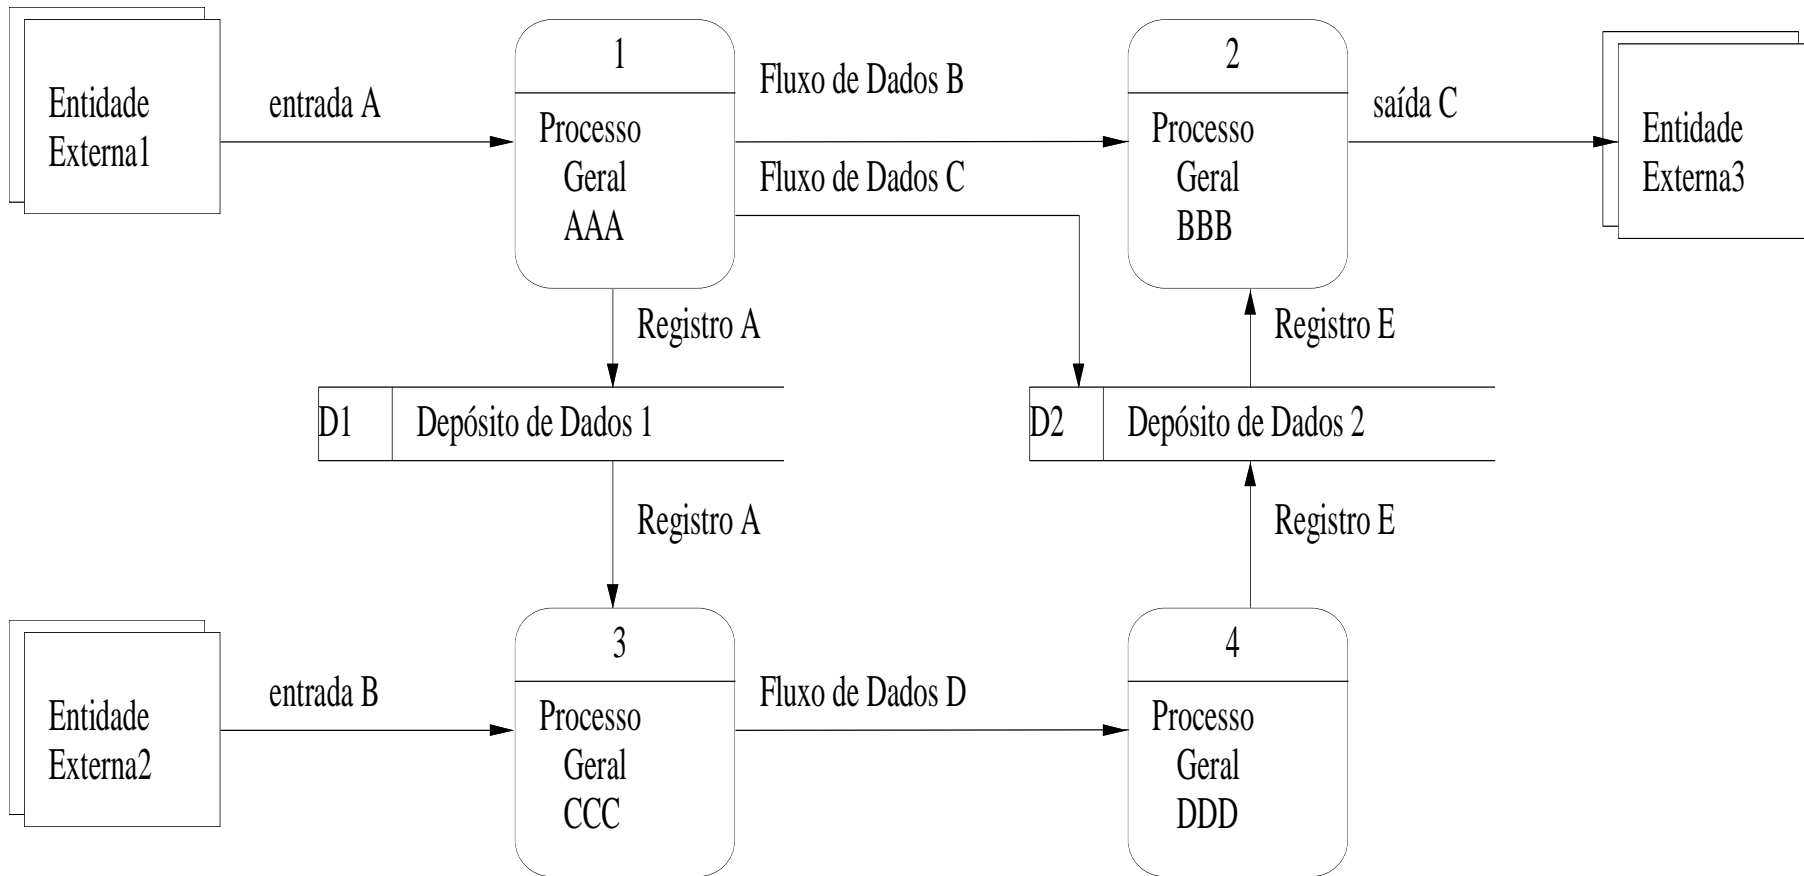 Entidade
Externa1
entrada A
1
Processo
Geral
AAA
Fluxo de Dados B
Fluxo de Dados C
2
Processo
Geral
BBB
saída C
Entidade
Externa3
Registro A
Registro E
D1
Depósito de Dados 1
D2
Depósito de Dados 2
Registro A
Registro E
Entidade
Externa2
entrada B
3
Processo
Geral
CCC
Fluxo de Dados D
4
Processo
Geral
DDD